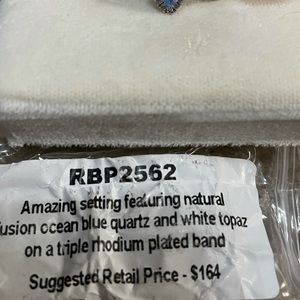 RBP2562
Amazing setting featuring natural
fusion ocean blue quartz and white topaz
on a triple rhodium plated band
Suggested Retail Price - $164